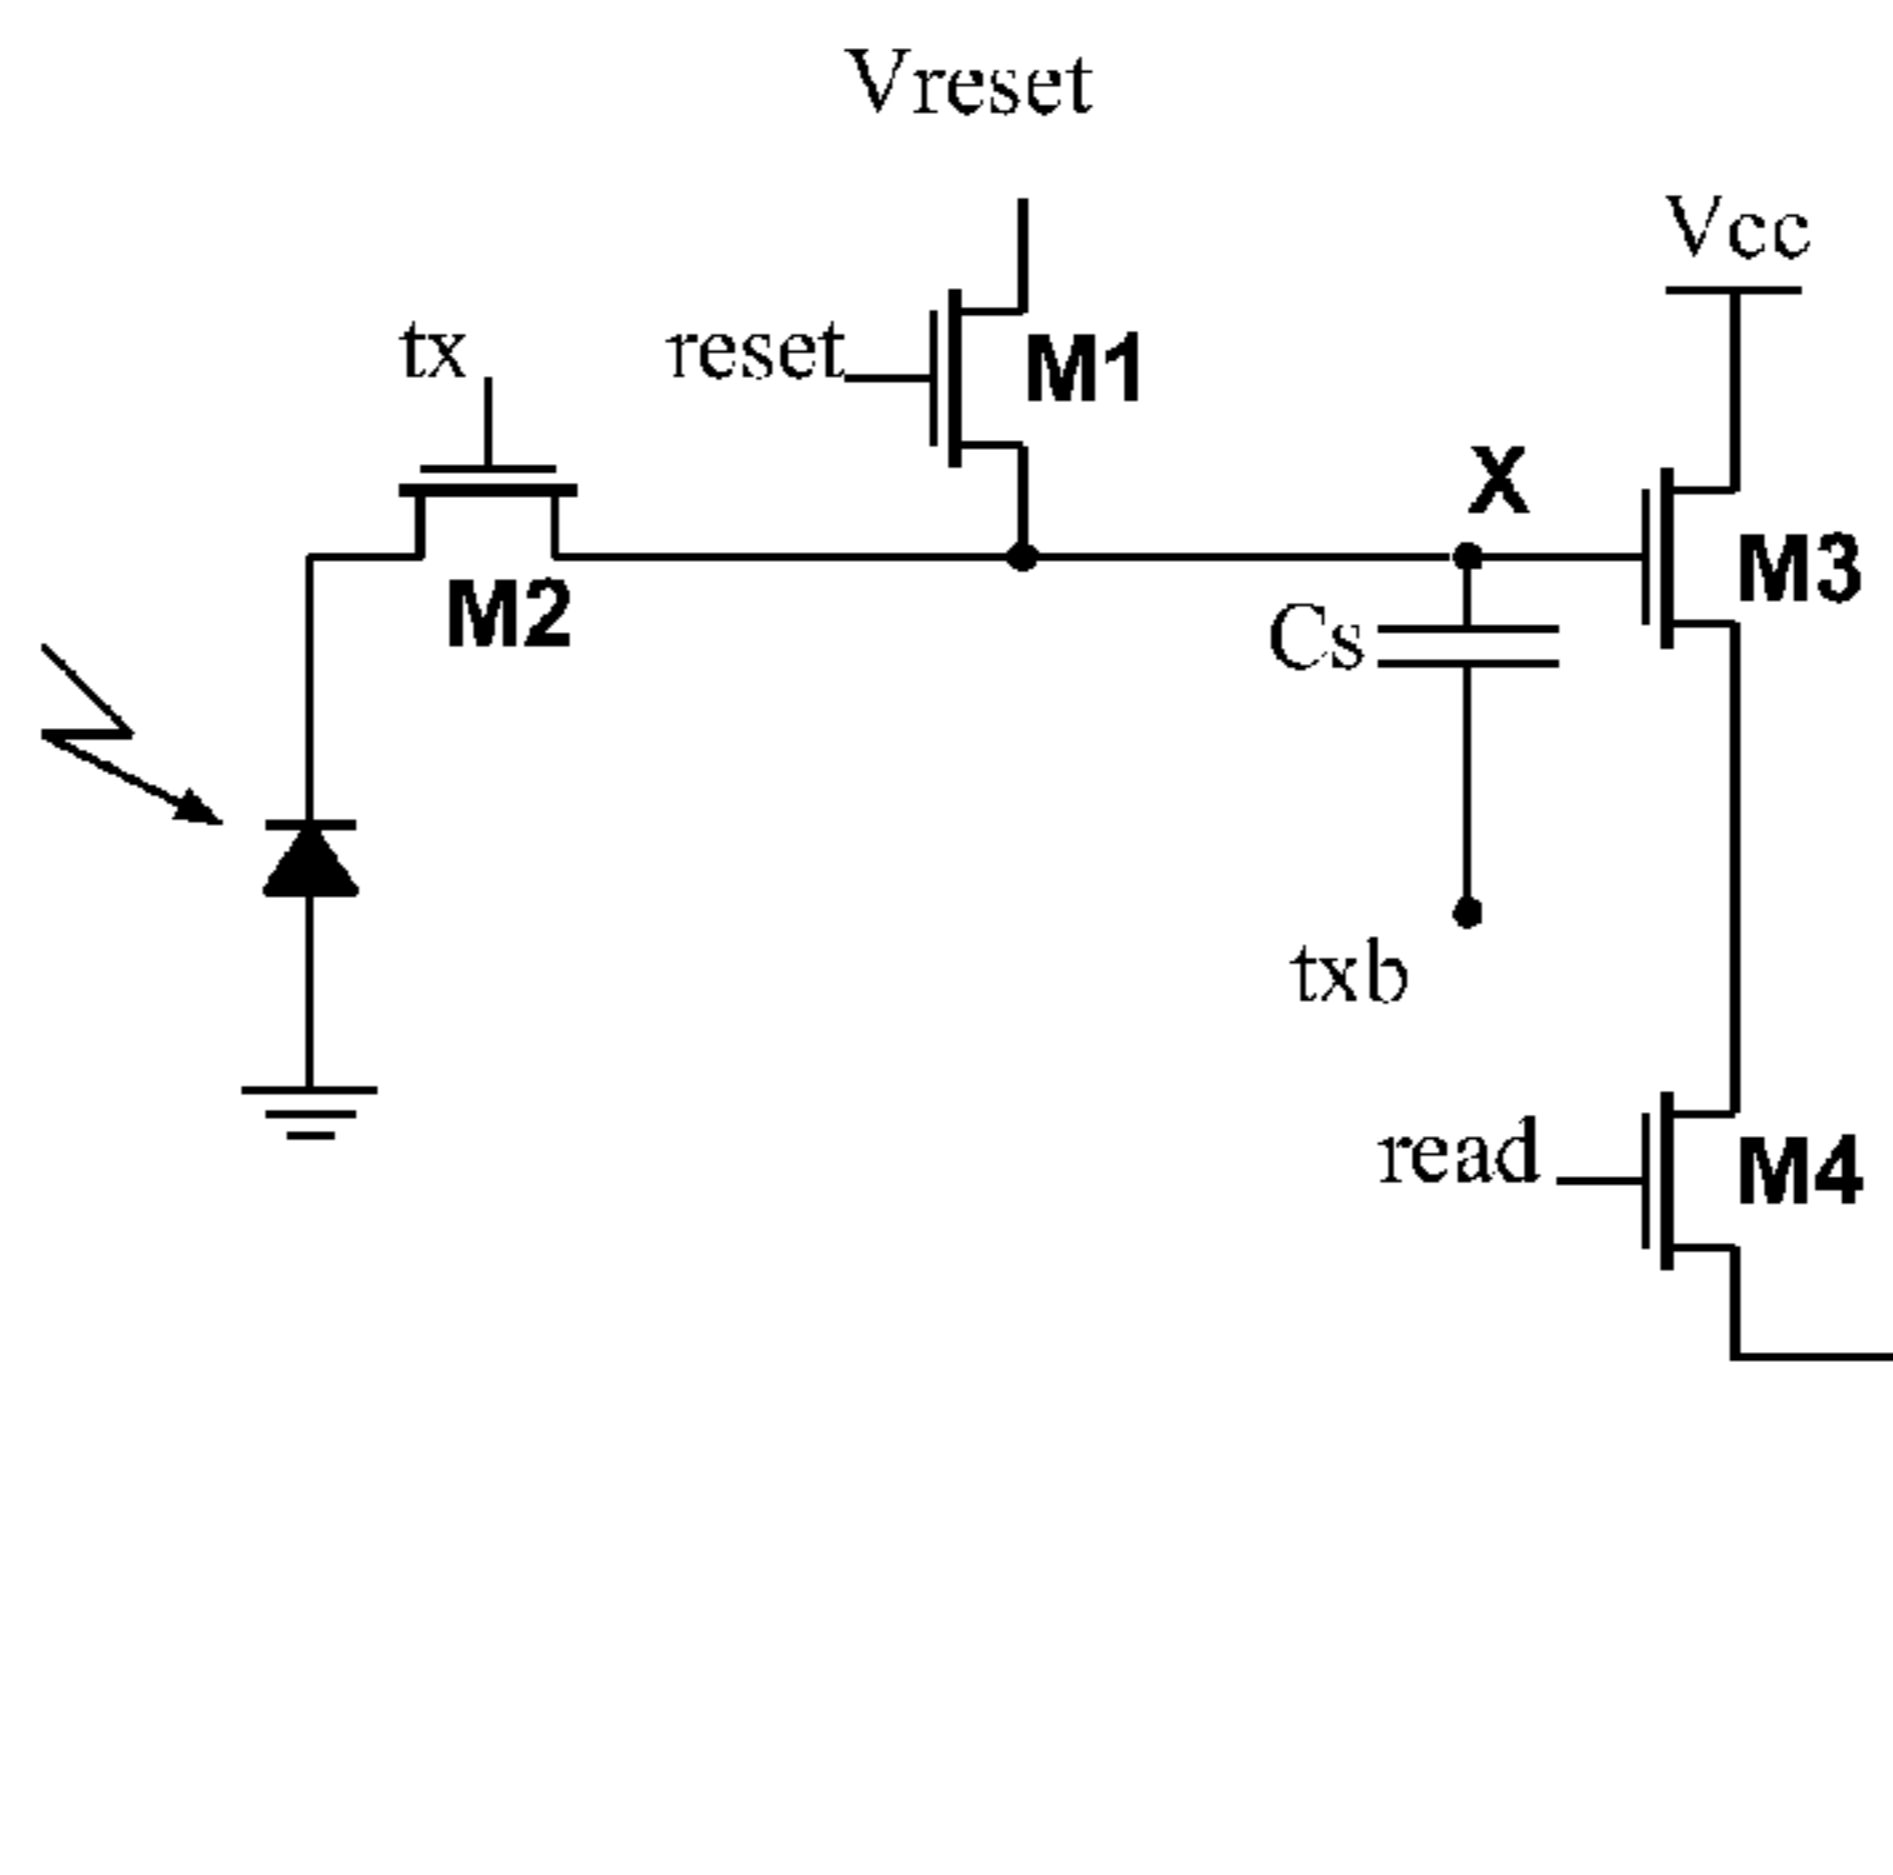 Vreset
Vcc
tx
reset
M1
X
M3
M2
Cs
txb
read
M4